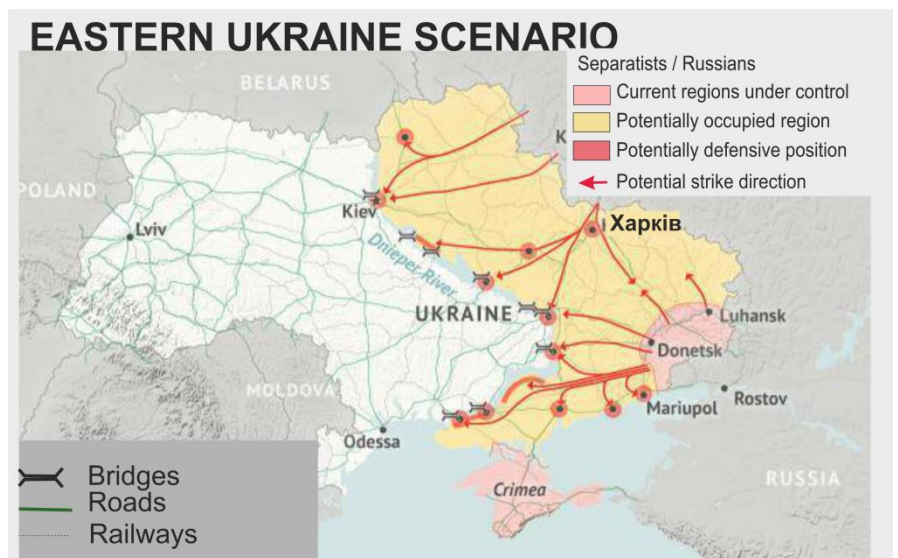 EASTERN UKRAINE SCENARIO
Separatists / Russians
Current regions under control
Potentially occupied region
Potentially defensive position
Potential strike direction
BELARUS
K
POLAND
Kiev
Lviv
Харків
Dnieper River
UKRAINE
Luhansk
Donetsk
MOLDOVA
Mariupol
Rostov
Odessa
RUSSIA
Crimea
Bridges
Roads
Railways